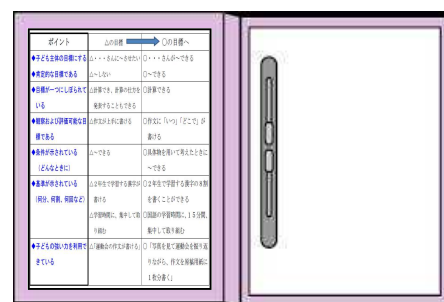 ポイント △の目標 ○の目標へ
◆子ども主体の目標にする △・・・さんに～させたい ○・・・さんが～できる
◆肯定的な目標である △～しない ○～できる
◆目標が一つにしぼられて △計算でき、計算の仕方を ○計算できる
いる 発表することもできる
◆観察および評価可能な目 △作文が上手に書ける ○作文に「いつ」「どこで」が
標である 書ける
◆条件が示されている △～できる ○具体物を用いて考えたときに
（どんなときに） ～できる
◆基準が示されている △２年生で学習する漢字が ○２年生で学習する漢字の８割
（何分、何割、何回など） 書ける を書くことができる
△学習時間に、集中して取 ○国語の学習時間に、１５分間、
り組む 集中して取り組む
◆子どもの強い力を利用で △「運動会の作文が書ける」 ○「写真を見て運動会を振り返
きている りながら、作文を原稿用紙に
１枚分書く」